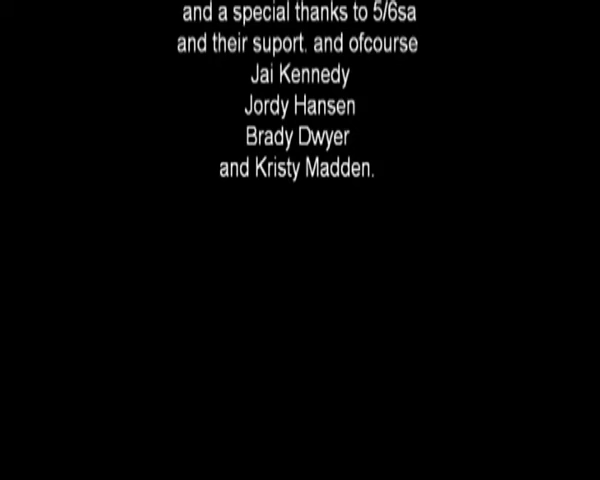 and a special thanks to 5/6sa
and their suport. and ofcourse
Jai Kennedy
Jordy Hansen
Brady Dwyer
and Kristy Madden.